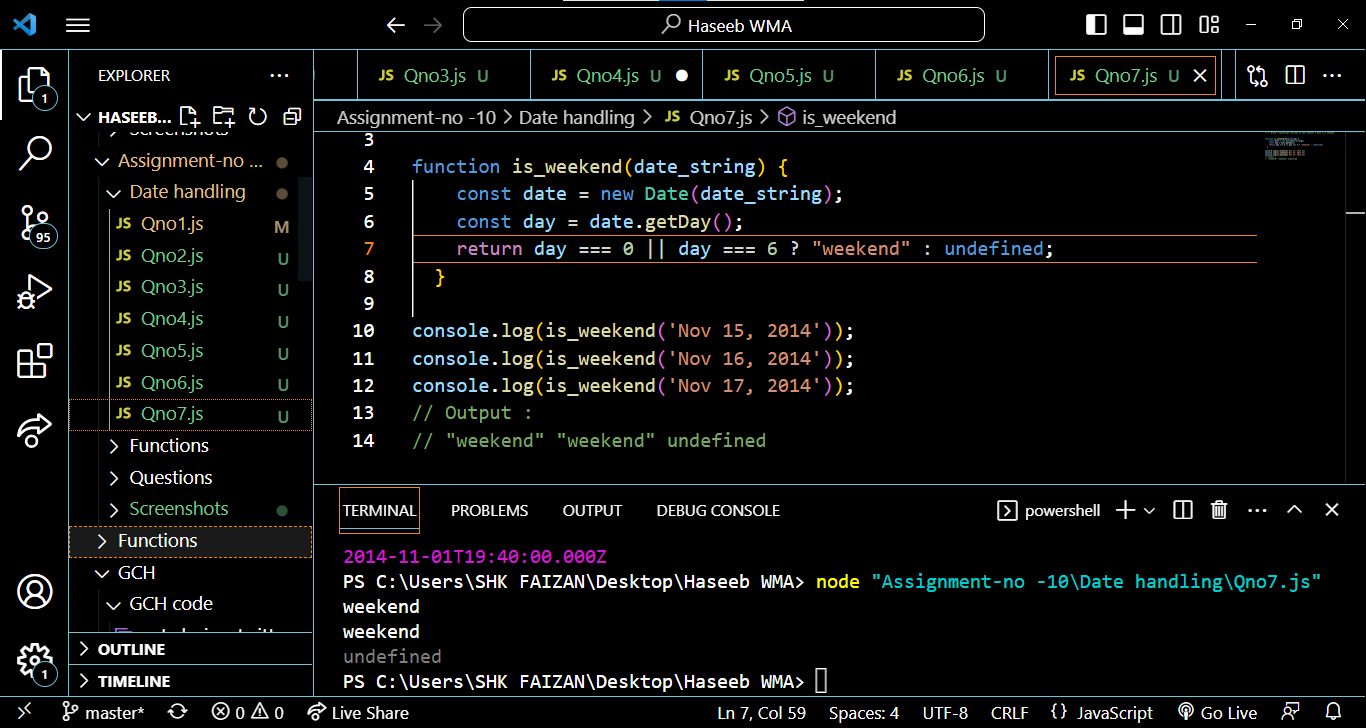 Haseeb WMA
EXPLORER ...
Qno3.js U
Qno4.js U
Qno5.js U
Qno6.js U
Qno7.js U
HASEEB...
Assignment-no -10 > Date handling > JS Qno7.js > is_weekend
Screenshots
Assignment-no ...
Date handling
JS Qno1.js M
JS Qno2.js U
JS Qno3.js U
JS Qno4.js U
JS Qno5.js U
JS Qno6.js U
JS Qno7.js U
Functions
Questions
Screenshots
Functions
GCH
GCH code
OUTLINE
TIMELINE
1
95
1
3
4 function is_weekend(date_string) {
5 const date = new Date(date_string);
6 const day = date.getDay();
7 return day === 0 || day === 6 ? "weekend" : undefined;
8 }
9
10 console.log(is_weekend('Nov 15, 2014'));
11 console.log(is_weekend('Nov 16, 2014'));
12 console.log(is_weekend('Nov 17, 2014'));
13 // Output :
14 // "weekend" "weekend" undefined
TERMINAL PROBLEMS OUTPUT DEBUG CONSOLE powershell
2014-11-01T19:40:00.000Z
PS C:\Users\SHK FAIZAN\Desktop\Haseeb WMA> node "Assignment-no -10\Date handling\Qno7.js"
weekend
weekend
undefined
PS C:\Users\SHK FAIZAN\Desktop\Haseeb WMA>
master* 0 0 Live Share Ln 7, Col 59 Spaces: 4 UTF-8 CRLF {} JavaScript Go Live